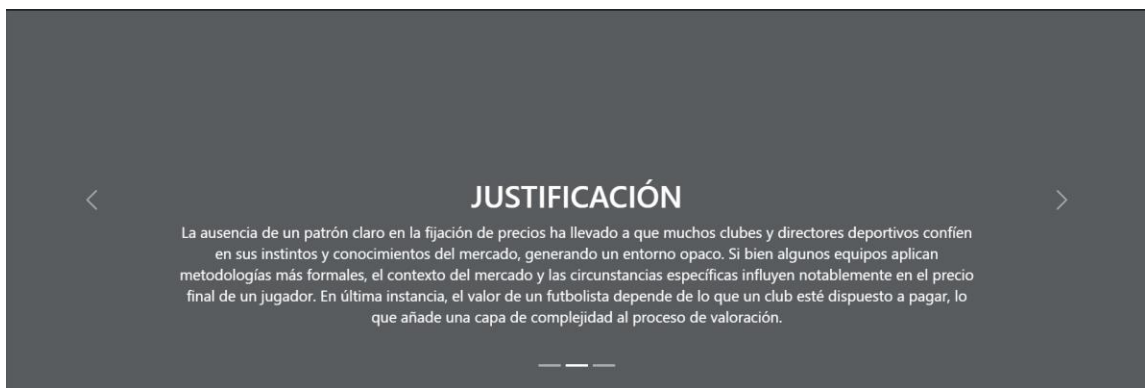 JUSTIFICACIÓN
La ausencia de un patrón claro en la fijación de precios ha llevado a que muchos clubes y directores deportivos confíen
en sus instintos y conocimientos del mercado, generando un entorno opaco. Si bien algunos equipos aplican
metodologías más formales, el contexto del mercado y las circunstancias específicas influyen notablemente en el precio
final de un jugador. En última instancia, el valor de un futbolista depende de lo que un club esté dispuesto a pagar, lo
que añade una capa de complejidad al proceso de valoración.